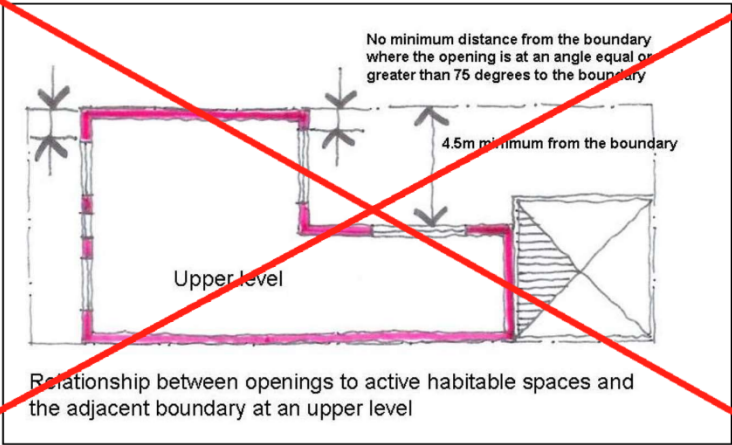 No minimum distance from the boundary
where the opening is at an angle equal or
greater than 75 degrees to the boundary
4.5m minimum from the boundary
Upper level
Relationship between openings to active habitable spaces and
the adjacent boundary at an upper level